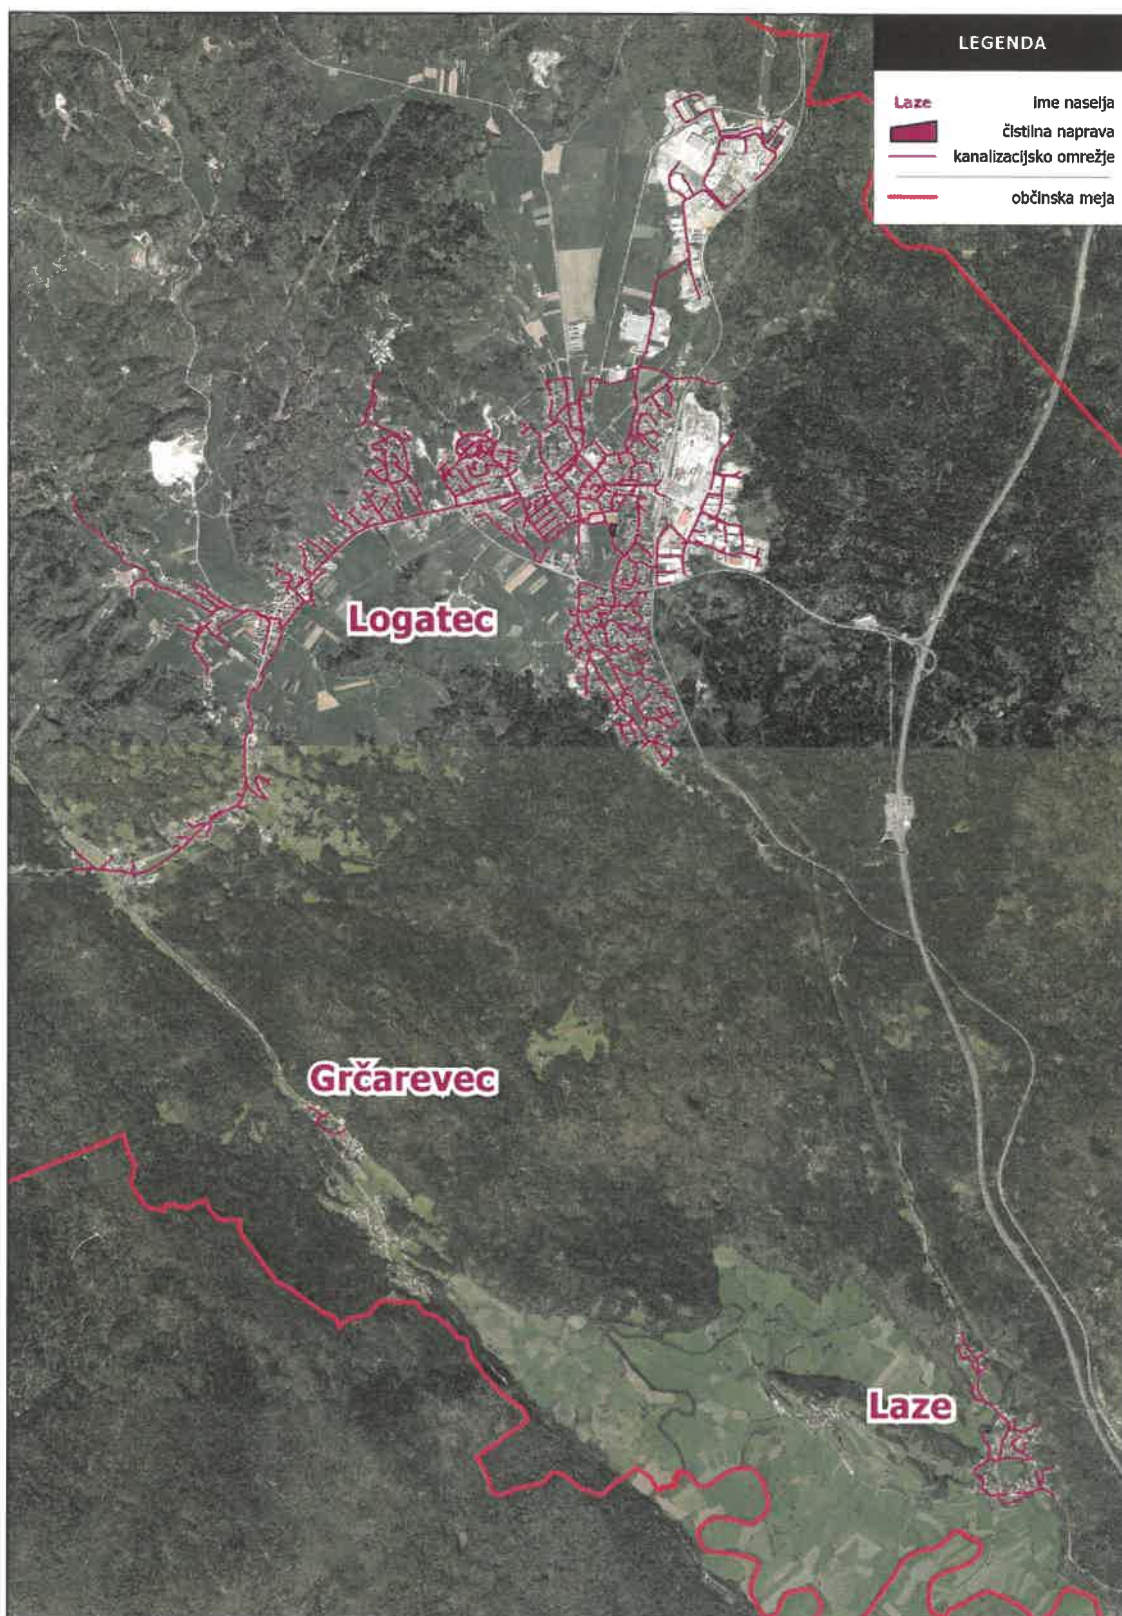 LEGENDA
Laze ime naselja
čistilna naprava
kanalizacijsko omrežje
občinska meja
Logatec
Grčarevec
Laze